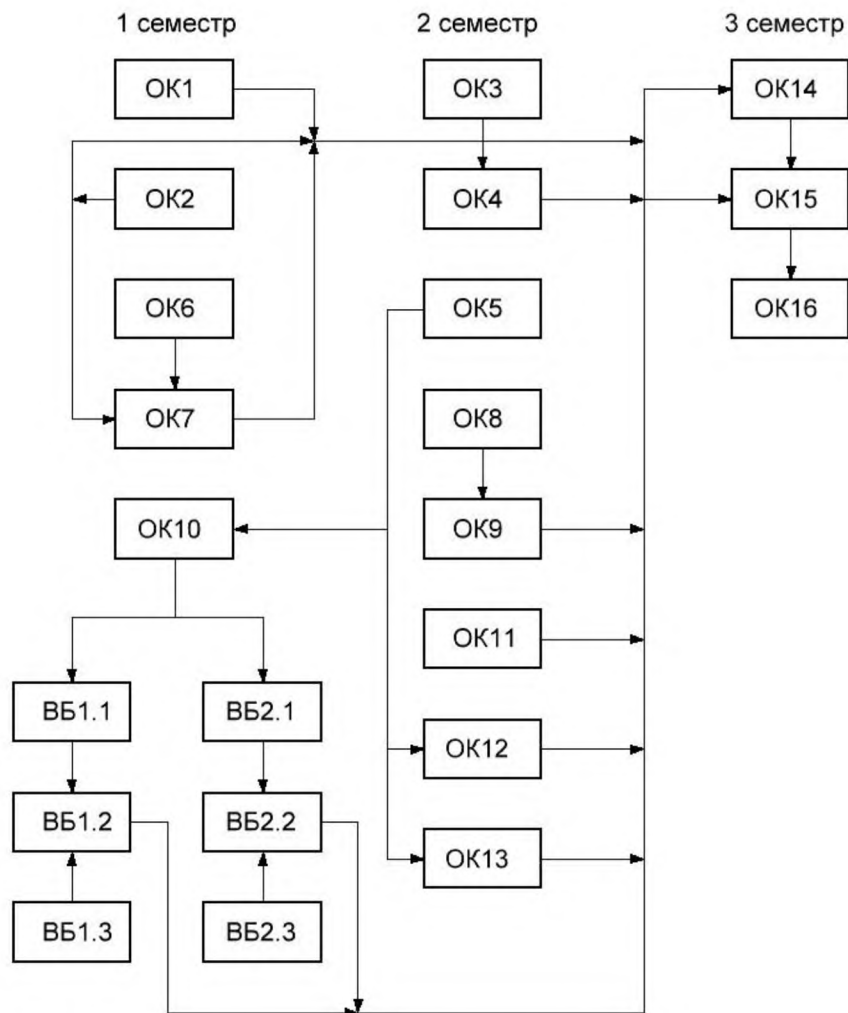 1 семестр 2 семестр 3 семестр
ОК1 ОК3 ОК14
ОК2 ОК4 ОК15
ОК6 ОК5 ОК16
ОК7 ОК8
ОК10 ОК9
ОК11
ВБ1.1 ВБ2.1
ОК12
ВБ1.2 ВБ2.2
ОК13
ВБ1.3 ВБ2.3